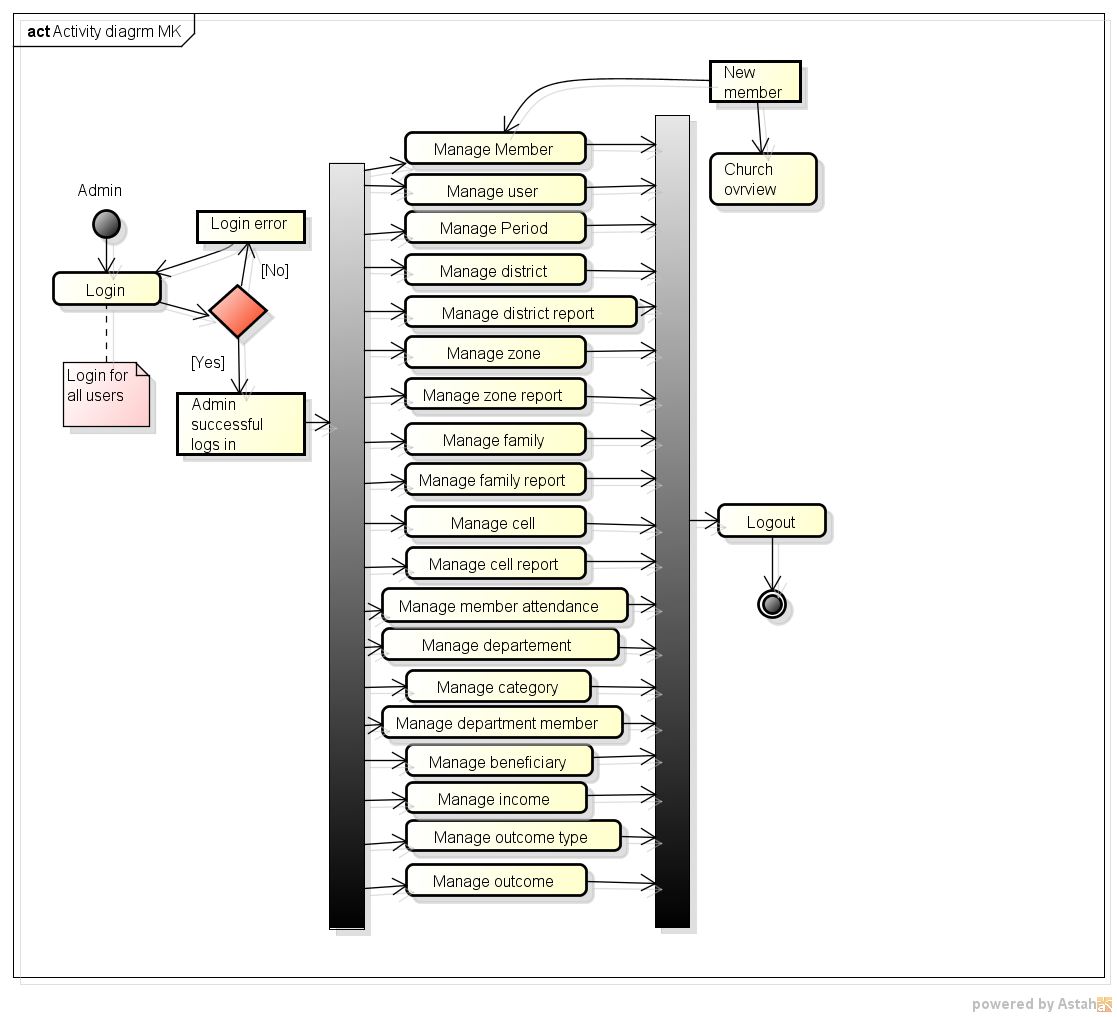 act Activity diagrm MK
New
member
Manage Member
Church
ovrview
Admin
Manage user
Login error
Manage Period
[No]
Manage district
Login
Manage district report
Manage zone
[Yes]
Login for
all users
Manage zone report
Admin
successful
logs in
Manage family
Manage family report
Manage cell
Logout
Manage cell report
Manage member attendance
Manage departement
Manage category
Manage department member
Manage beneficiary
Manage income
Manage outcome type
Manage outcome
powered by Astah